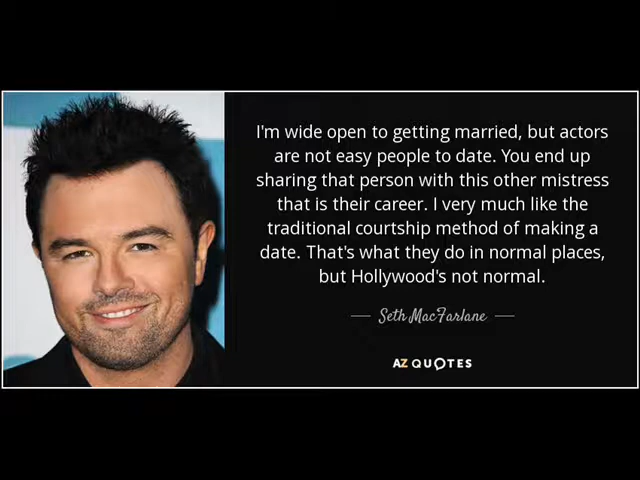 I'm wide open to getting married, but actors
are not easy people to date. You end up
sharing that person with this other mistress
that is their career. I very much like the
traditional courtship method of making a
date. That's what they do in normal places,
but Hollywood's not normal.
Seth MacFarlane
AZ QUOTES